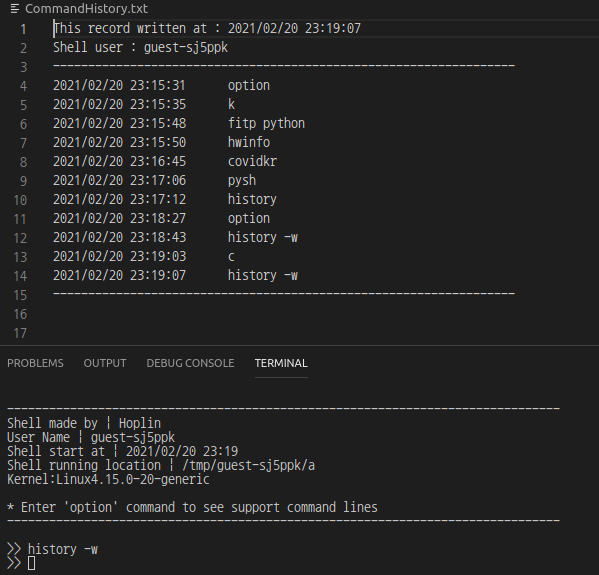 CommandHistory.txt
1 This record written at : 2021/02/20 23:19:07
2 Shell user : guest-sj5ppk
3 ------------------------------------------------------------------
4 2021/02/20 23:15:31 option
5 2021/02/20 23:15:35 k
6 2021/02/20 23:15:48 fitp python
7 2021/02/20 23:15:50 hwinfo
8 2021/02/20 23:16:45 covidkr
9 2021/02/20 23:17:06 pysh
10 2021/02/20 23:17:12 history
11 2021/02/20 23:18:27 option
12 2021/02/20 23:18:43 history -w
13 2021/02/20 23:19:03 c
14 2021/02/20 23:19:07 history -w
15 ------------------------------------------------------------------
16
17
PROBLEMS OUTPUT DEBUG CONSOLE TERMINAL
-------------------------------------------------------------------------------
Shell made by ¦ Hoplin
User Name ¦ guest-sj5ppk
Shell start at ¦ 2021/02/20 23:19
Shell running location ¦ /tmp/guest-sj5ppk/a
Kernel:Linux4.15.0-20-generic
* Enter 'option' command to see support command lines
-------------------------------------------------------------------------------
>> history -w
>>